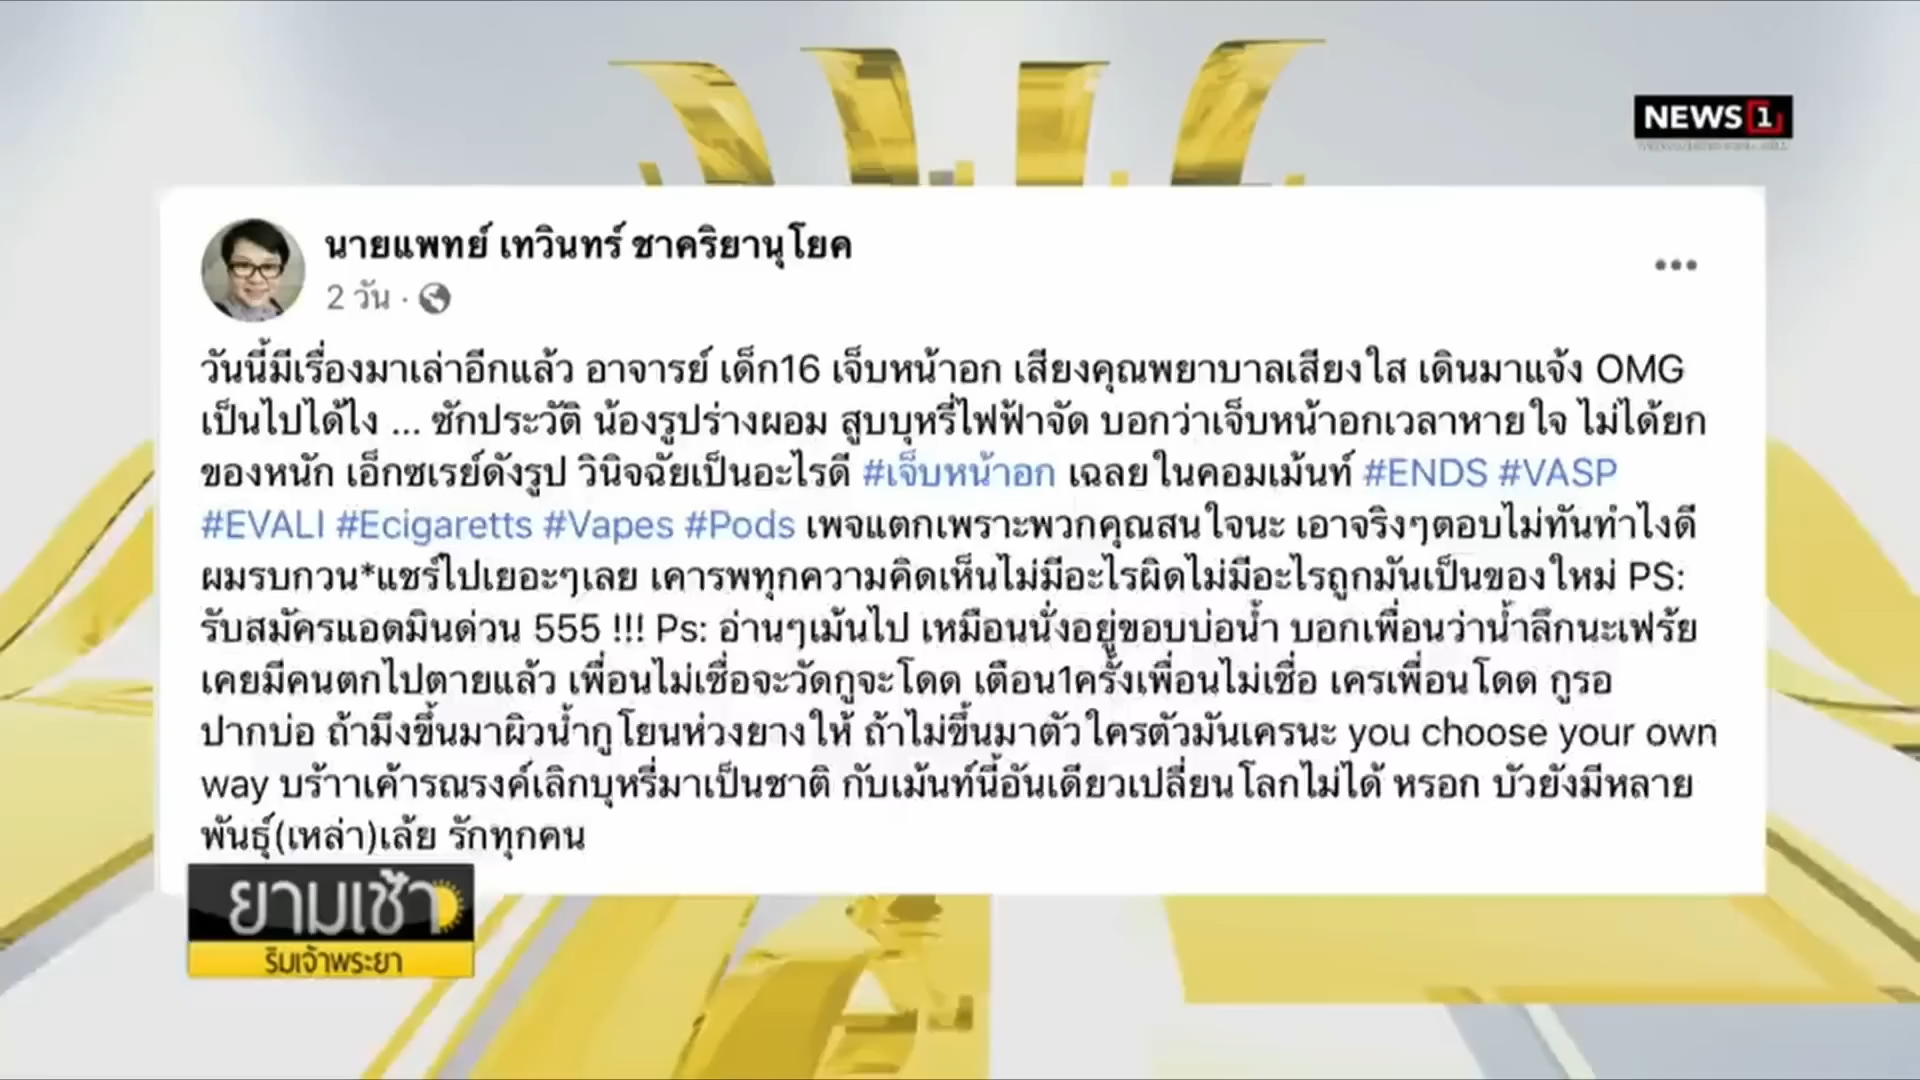 NEWS 1
นายแพทย์ เทวินทร์ ชาคริยานุโยค
2 วัน ·
วันนี้มีเรื่องมาเล่าอีกแล้ว อาจารย์ เด็ก16 เจ็บหน้าอก เสียงคุณพยาบาลเสียงใส เดินมาแจ้ง OMG
เป็นไปได้ไง ... ซักประวัติ น้องรูปร่างผอม สูบบุหรี่ไฟฟ้าจัด บอกว่าเจ็บหน้าอกเวลาหายใจ ไม่ได้ยก
ของหนัก เอ็กซเรย์ดังรูป วินิจฉัยเป็นอะไรดี #เจ็บหน้าอก เฉลยในคอมเม้นท์ #ENDS #VASP
#EVALI #Ecigaretts #Vapes #Pods เพจแตกเพราะพวกคุณสนใจนะ เอาจริงๆตอบไม่ทันทำไงดี
ผมรบกวน*แชร์ไปเยอะๆเลย เคารพทุกความคิดเห็นไม่มีอะไรผิดไม่มีอะไรถูกมันเป็นของใหม่ PS:
รับสมัครแอดมินด่วน 555 !!! Ps: อ่านๆเม้นไป เหมือนนั่งอยู่ขอบบ่อน้ำ บอกเพื่อนว่าน้ำลึกนะเฟร้ย
เคยมีคนตกไปตายแล้ว เพื่อนไม่เชื่อจะวัดกูจะโดด เตือน1ครั้งเพื่อนไม่เชื่อ เครเพื่อนโดด กูรอ
ปากบ่อ ถ้ามึงขึ้นมาผิวน้ำกูโยนห่วงยางให้ ถ้าไม่ขึ้นมาตัวใครตัวมันเครนะ you choose your own
way บร้าาเค้ารณรงค์เลิกบุหรี่มาเป็นชาติ กับเม้นท์นี้อันเดียวเปลี่ยนโลกไม่ได้ หรอก บัวยังมีหลาย
พันธุ์(เหล่า)เล้ย รักทุกคน
ยามเช้า
ริมเจ้าพระยา